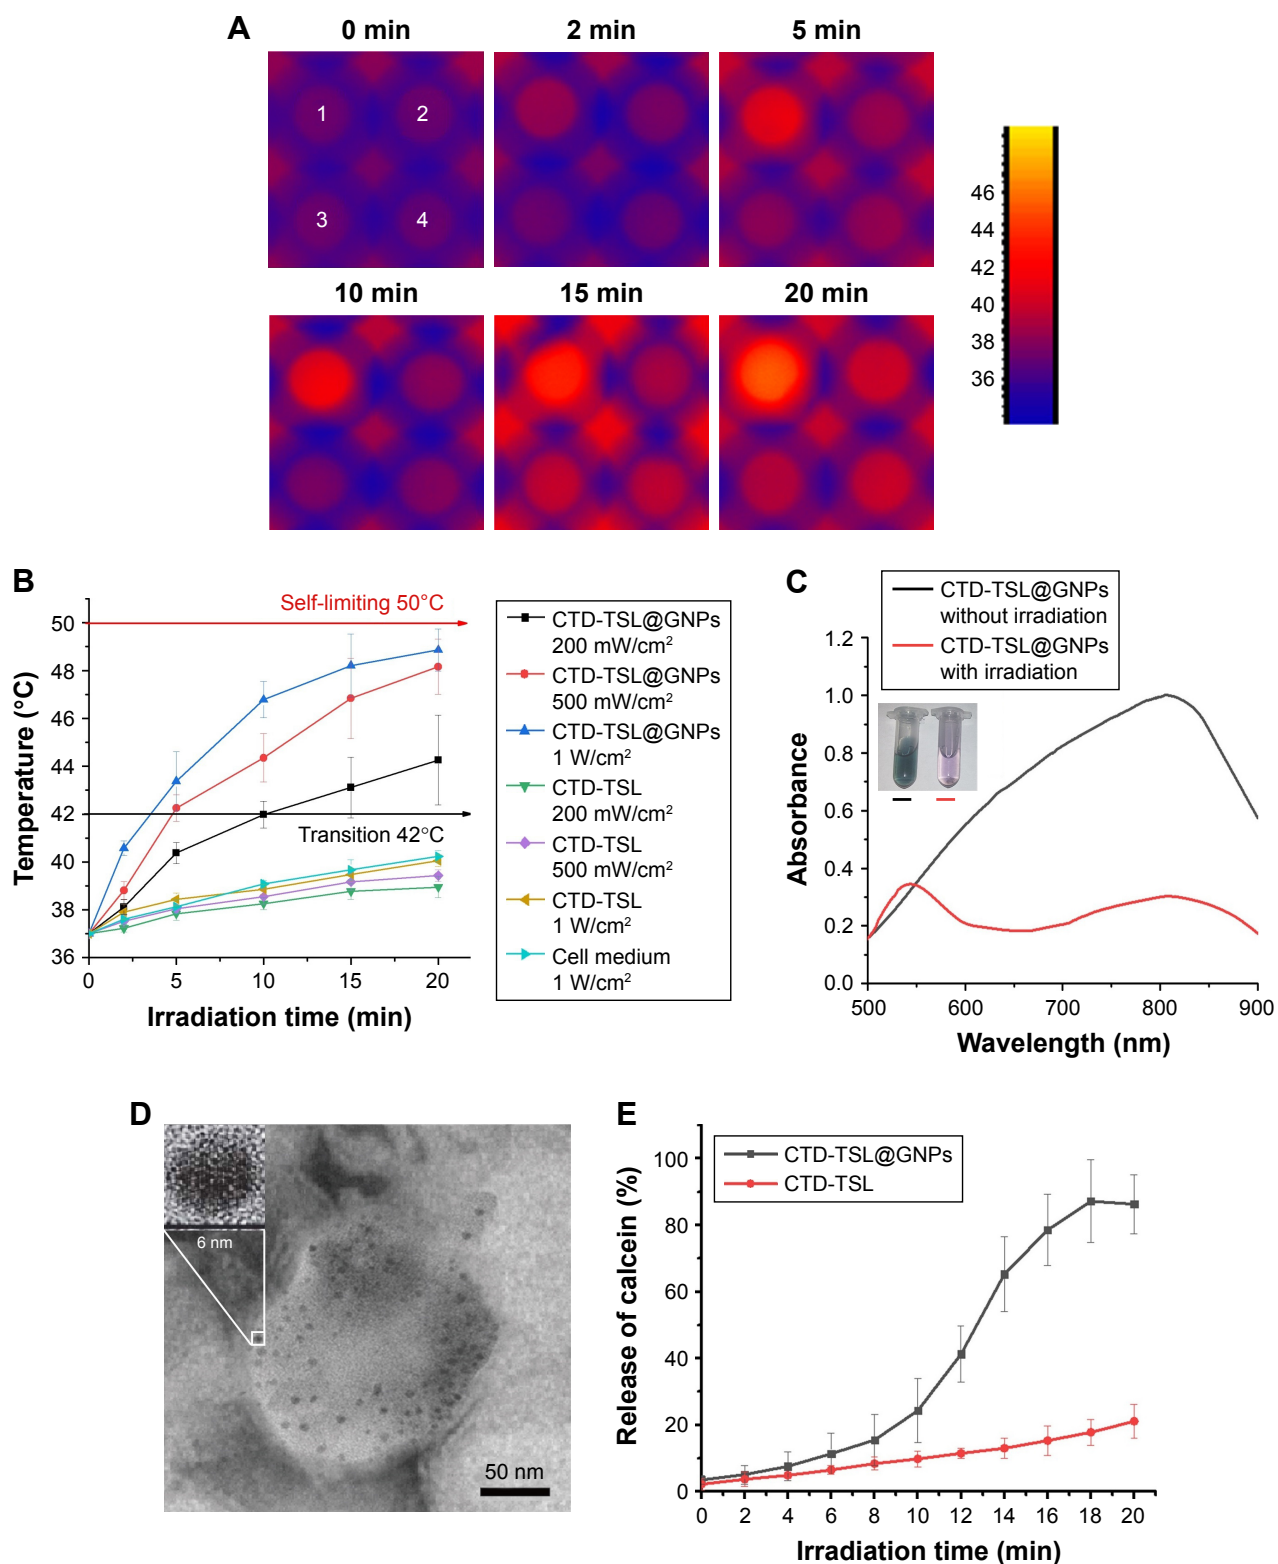 A
0 min
2 min
5 min
1
2
3
4
10 min
15 min
20 min
46
44
42
40
38
36
B
Self-limiting 50°C
Transition 42°C
50
48
46
44
42
40
38
36
0
5
10
15
20
Temperature (°C)
Irradiation time (min)
CTD-TSL@GNPs
200 mW/cm²
CTD-TSL@GNPs
500 mW/cm²
CTD-TSL@GNPs
1 W/cm²
CTD-TSL
200 mW/cm²
CTD-TSL
500 mW/cm²
CTD-TSL
1 W/cm²
Cell medium
1 W/cm²
C
CTD-TSL@GNPs
without irradiation
CTD-TSL@GNPs
with irradiation
1.2
1.0
0.8
0.6
0.4
0.2
0.0
500
600
700
800
900
Absorbance
Wavelength (nm)
D
6 nm
50 nm
E
CTD-TSL@GNPs
CTD-TSL
100
80
60
40
20
0
0
2
4
6
8
10
12
14
16
18
20
Release of calcein (%)
Irradiation time (min)